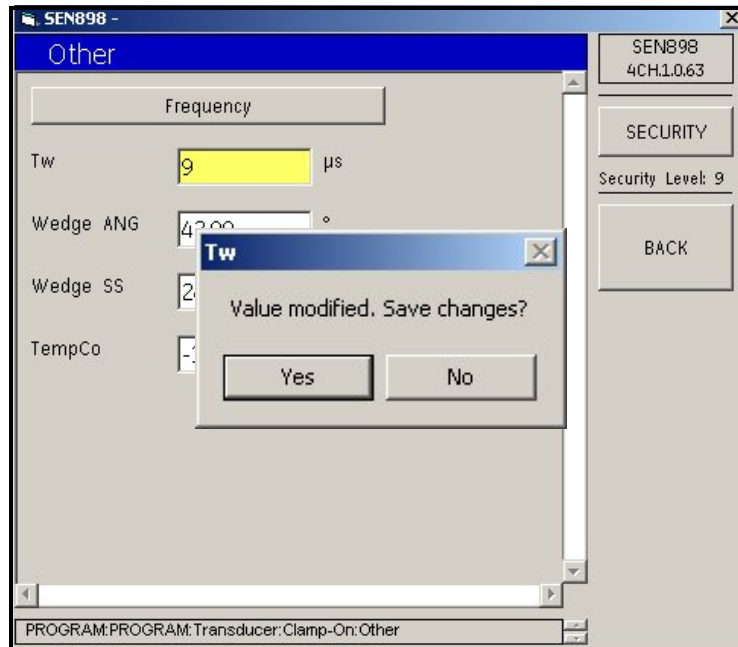 SEN898 -
Other
SEN898
4CH.1.0.63
Frequency
SECURITY
Tw 9 µs
Security Level: 9
Wedge ANG °
BACK
Tw
Wedge SS
Value modified. Save changes?
TempCo
Yes No
PROGRAM:PROGRAM:Transducer:Clamp-On:Other